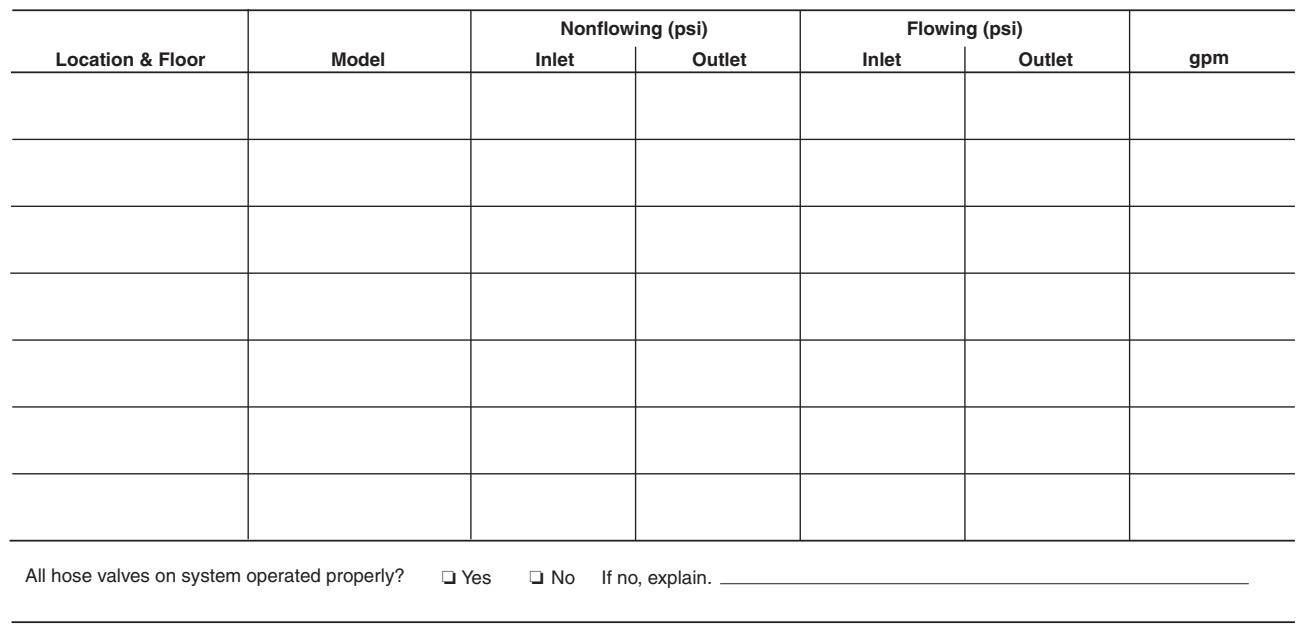 Nonflowing (psi) Flowing (psi)
Location & Floor Model Inlet Outlet Inlet Outlet gpm
All hose valves on system operated properly? ❏ Yes ❏ No If no, explain.